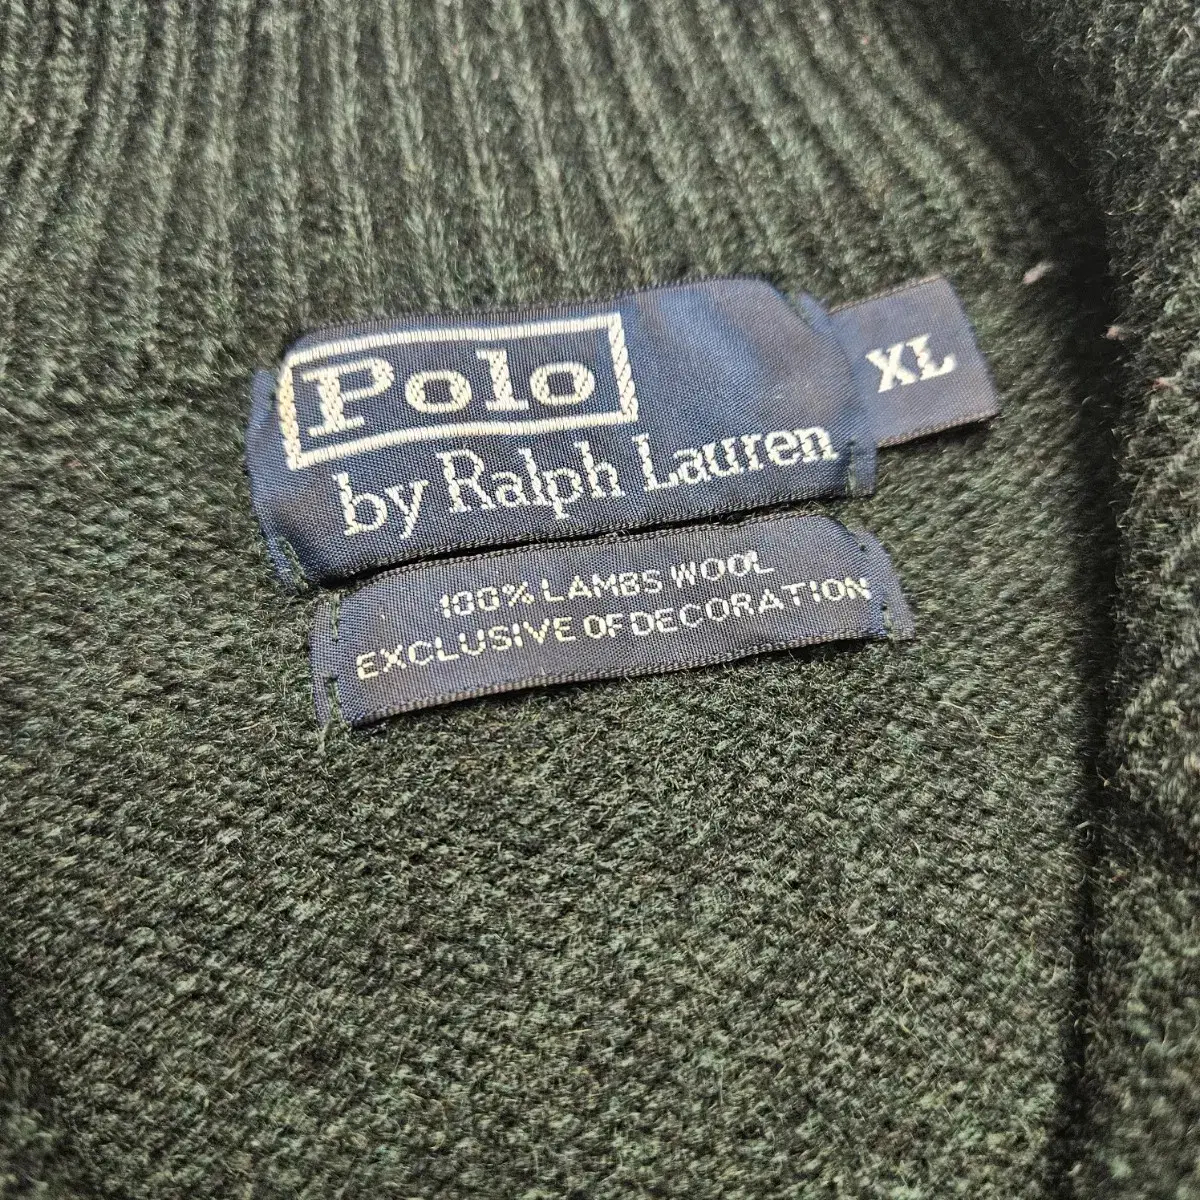 Polo
by Ralph Lauren
XL
100% LAMBS WOOL
EXCLUSIVE OF DECORATION